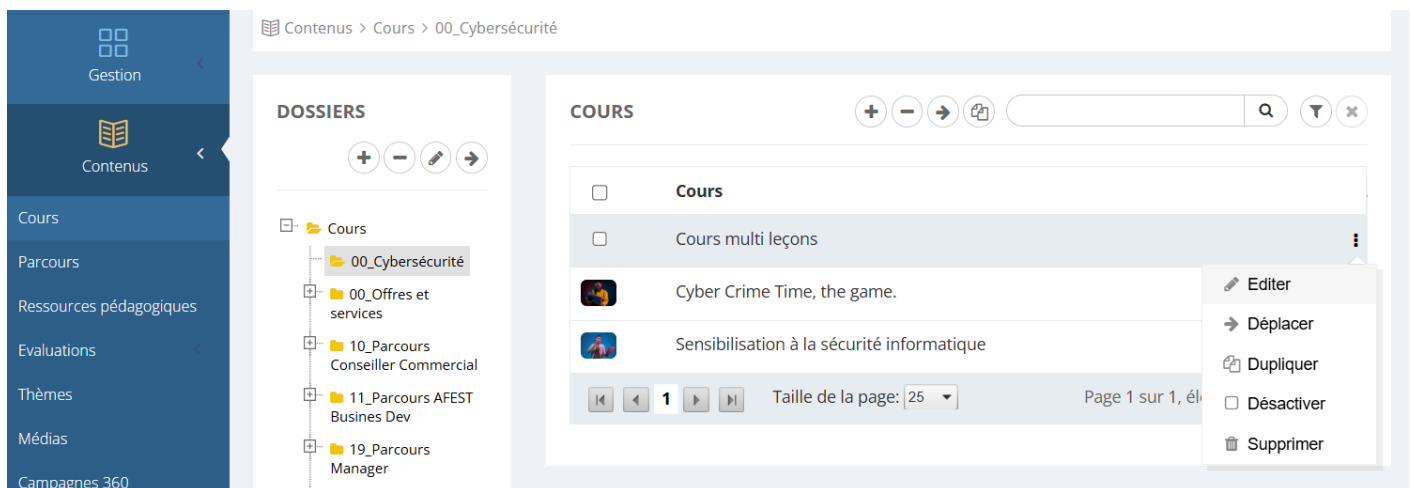 Gestion
Contenus
Cours
Parcours
Ressources pédagogiques
Evaluations
Thèmes
Médias
Campagnes 360
Contenus > Cours > 00_Cybersécurité
DOSSIERS
Cours
00_Cybersécurité
00_Offres et
services
10_Parcours
Conseiller Commercial
11_Parcours AFEST
Busines Dev
19_Parcours
Manager
COURS
Cours
Cours multi leçons
Cyber Crime Time, the game.
Sensibilisation à la sécurité informatique
1 Taille de la page: 25 Page 1 sur 1,
Editer
Déplacer
Dupliquer
Désactiver
Supprimer